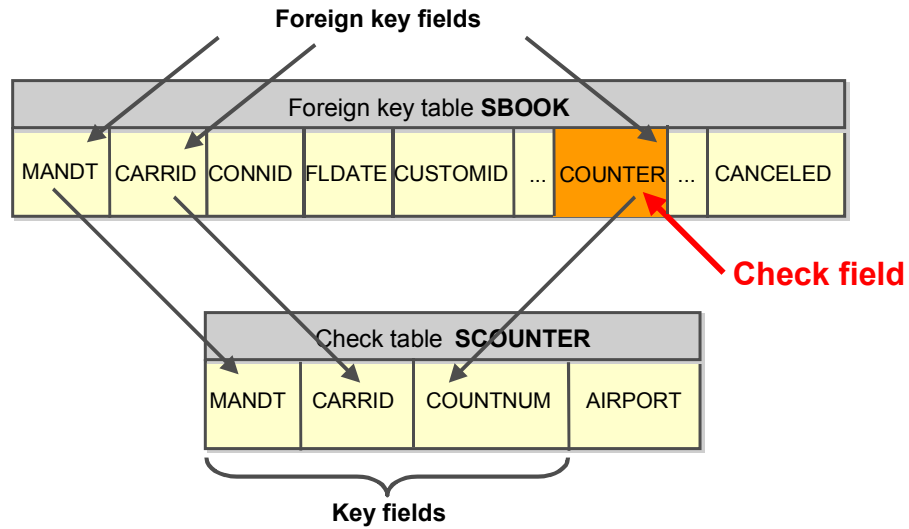 Foreign key fields
Foreign key table SBOOK
MANDT CARRID CONNID FLDATE CUSTOMID ... COUNTER ... CANCELED
Check field
Check table SCOUNTER
MANDT CARRID COUNTNUM AIRPORT
Key fields